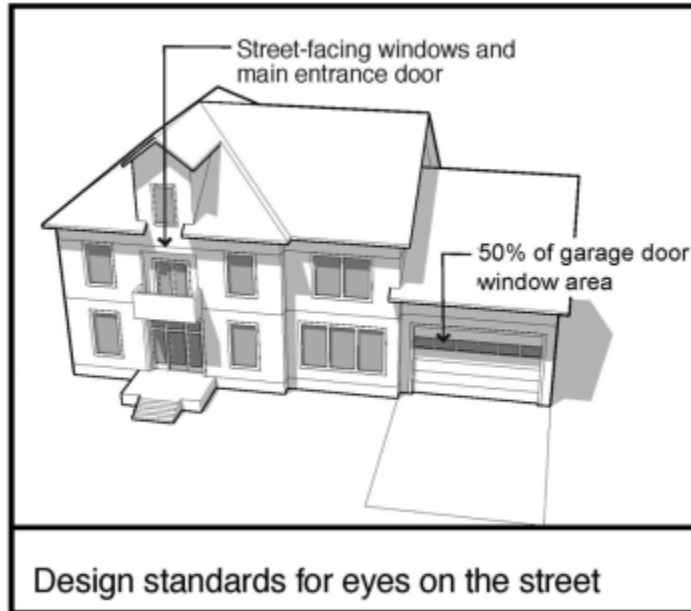 Street-facing windows and
main entrance door
50% of garage door
window area
Design standards for eyes on the street